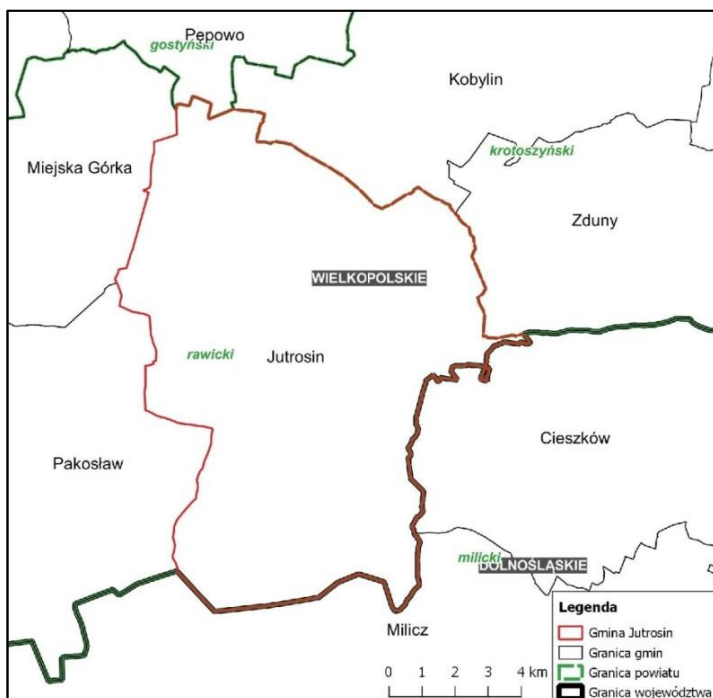 Pępowo
gostyński
Kobylin
krotoszyński
Miejska Górka
Zduny
WIELKOPOLSKIE
rawicki
Jutrosin
Cieszków
Pakosław
milicki
DOLNOŚLĄSKIE
Milicz
0 1 2 3 4 km
Legenda
Gmina Jutrosin
Granica gmin
Granica powiatu
Granica województwa